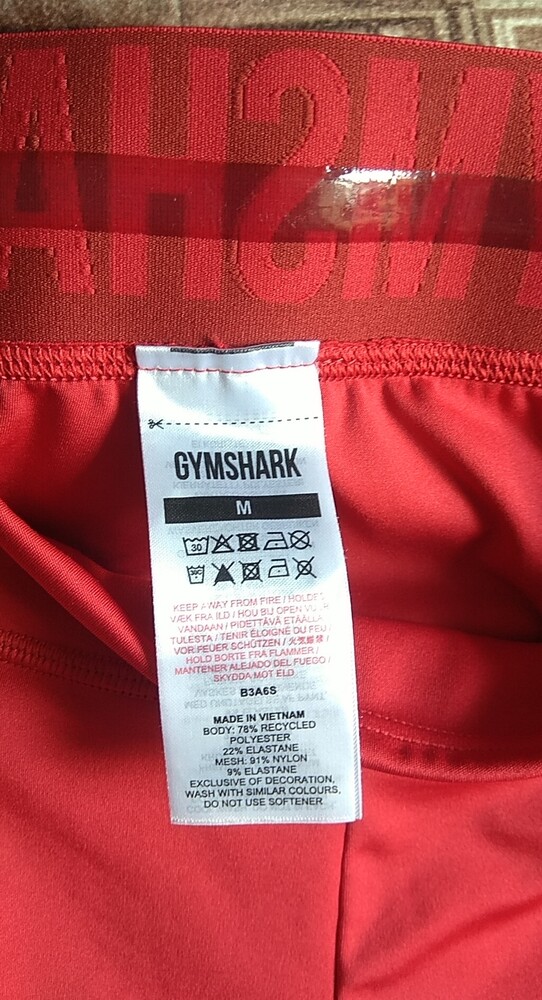 GYMSHARK
M
30
30
KEEP AWAY FROM FIRE / HOLDES
VÆK FRA ILD / HOU BIJ OPEN VUUR
VANDAAN / PIDETTÄVÄ ETÄÄLLÄ
TULESTA / TENIR ÉLOIGNÉ DU FEU /
VOR FEUER SCHÜTZEN / 火気厳禁 /
HOLD BORTE FRA FLAMMER /
MANTENER ALEJADO DEL FUEGO /
SKYDDA MOT ELD
B3A6S
MADE IN VIETNAM
BODY: 78% RECYCLED
POLYESTER
22% ELASTANE
MESH: 91% NYLON
9% ELASTANE
EXCLUSIVE OF DECORATION,
WASH WITH SIMILAR COLOURS,
DO NOT USE SOFTENER